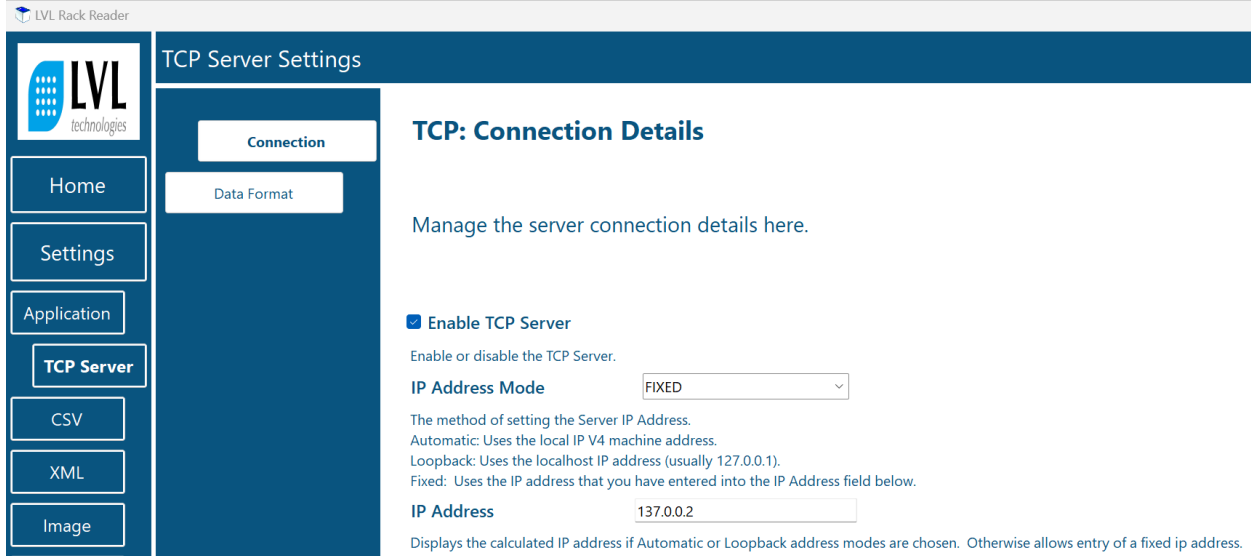 LVL Rack Reader
LVL
technologies
Home
Settings
Application
TCP Server
CSV
XML
Image
TCP Server Settings
Connection
Data Format
TCP: Connection Details
Manage the server connection details here.
Enable TCP Server
Enable or disable the TCP Server.
IP Address Mode FIXED
The method of setting the Server IP Address.
Automatic: Uses the local IP V4 machine address.
Loopback: Uses the localhost IP address (usually 127.0.0.1).
Fixed:  Uses the IP address that you have entered into the IP Address field below.
IP Address 137.0.0.2
Displays the calculated IP address if Automatic or Loopback address modes are chosen.  Otherwise allows entry of a fixed ip address.